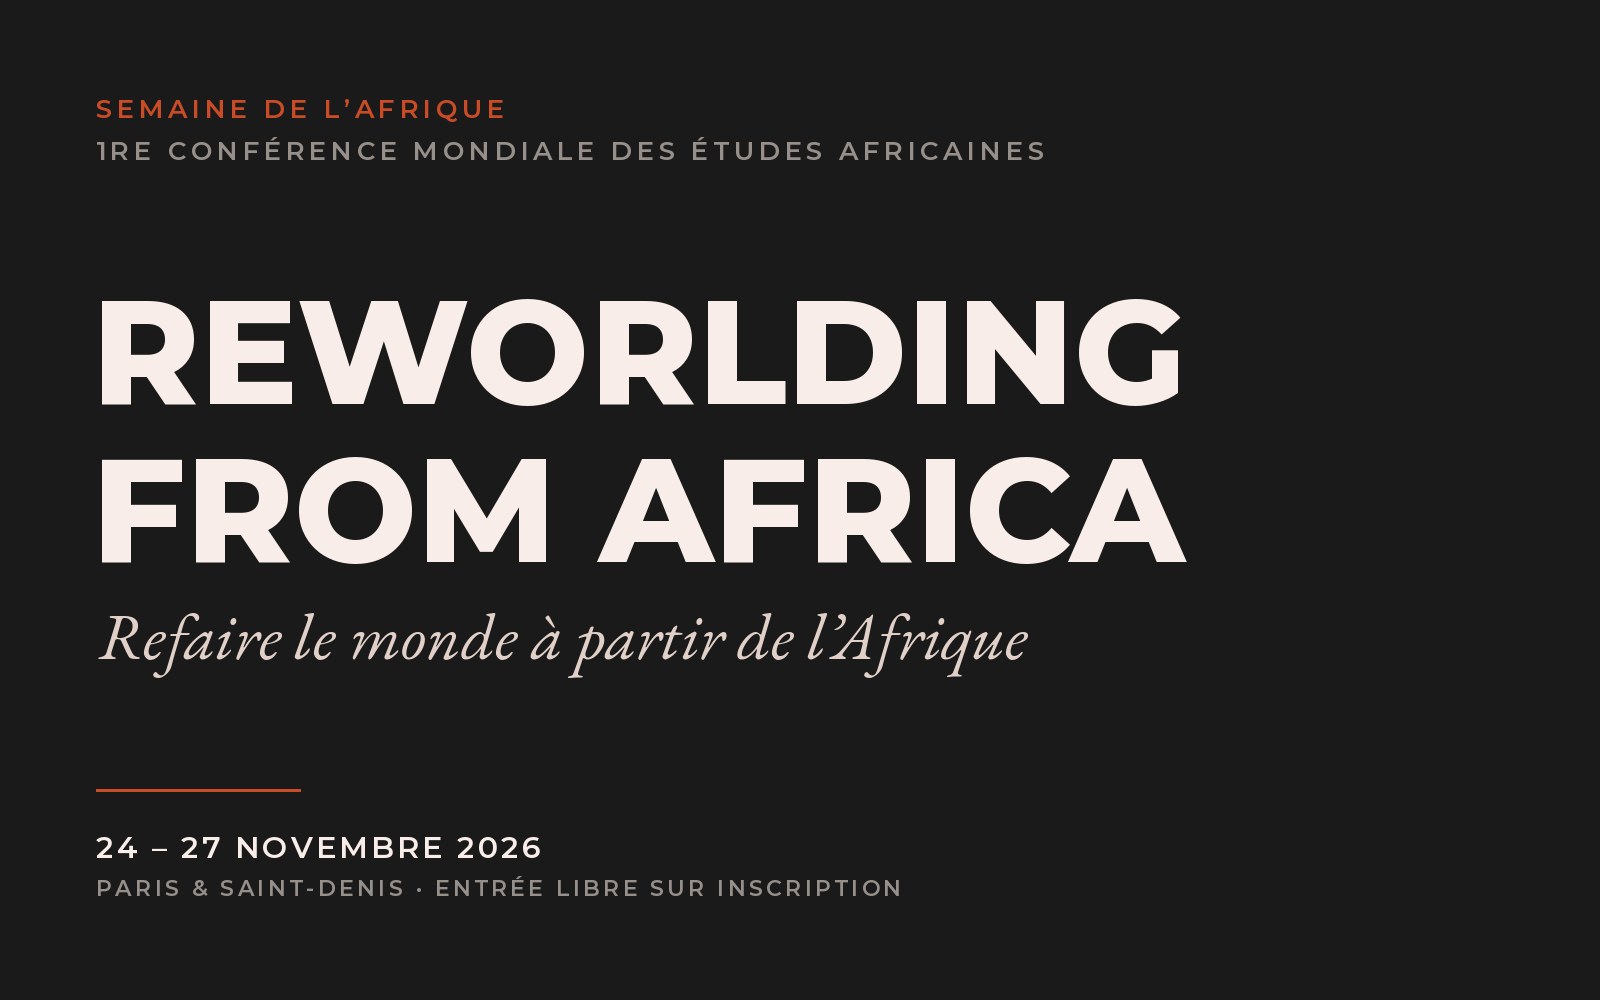 SEMAINE DE L’AFRIQUE
1RE CONFÉRENCE MONDIALE DES ÉTUDES AFRICAINES
REWORLDING
FROM AFRICA
Refaire le monde à partir de l’Afrique
24 – 27 NOVEMBRE 2026
PARIS & SAINT-DENIS · ENTRÉE LIBRE SUR INSCRIPTION